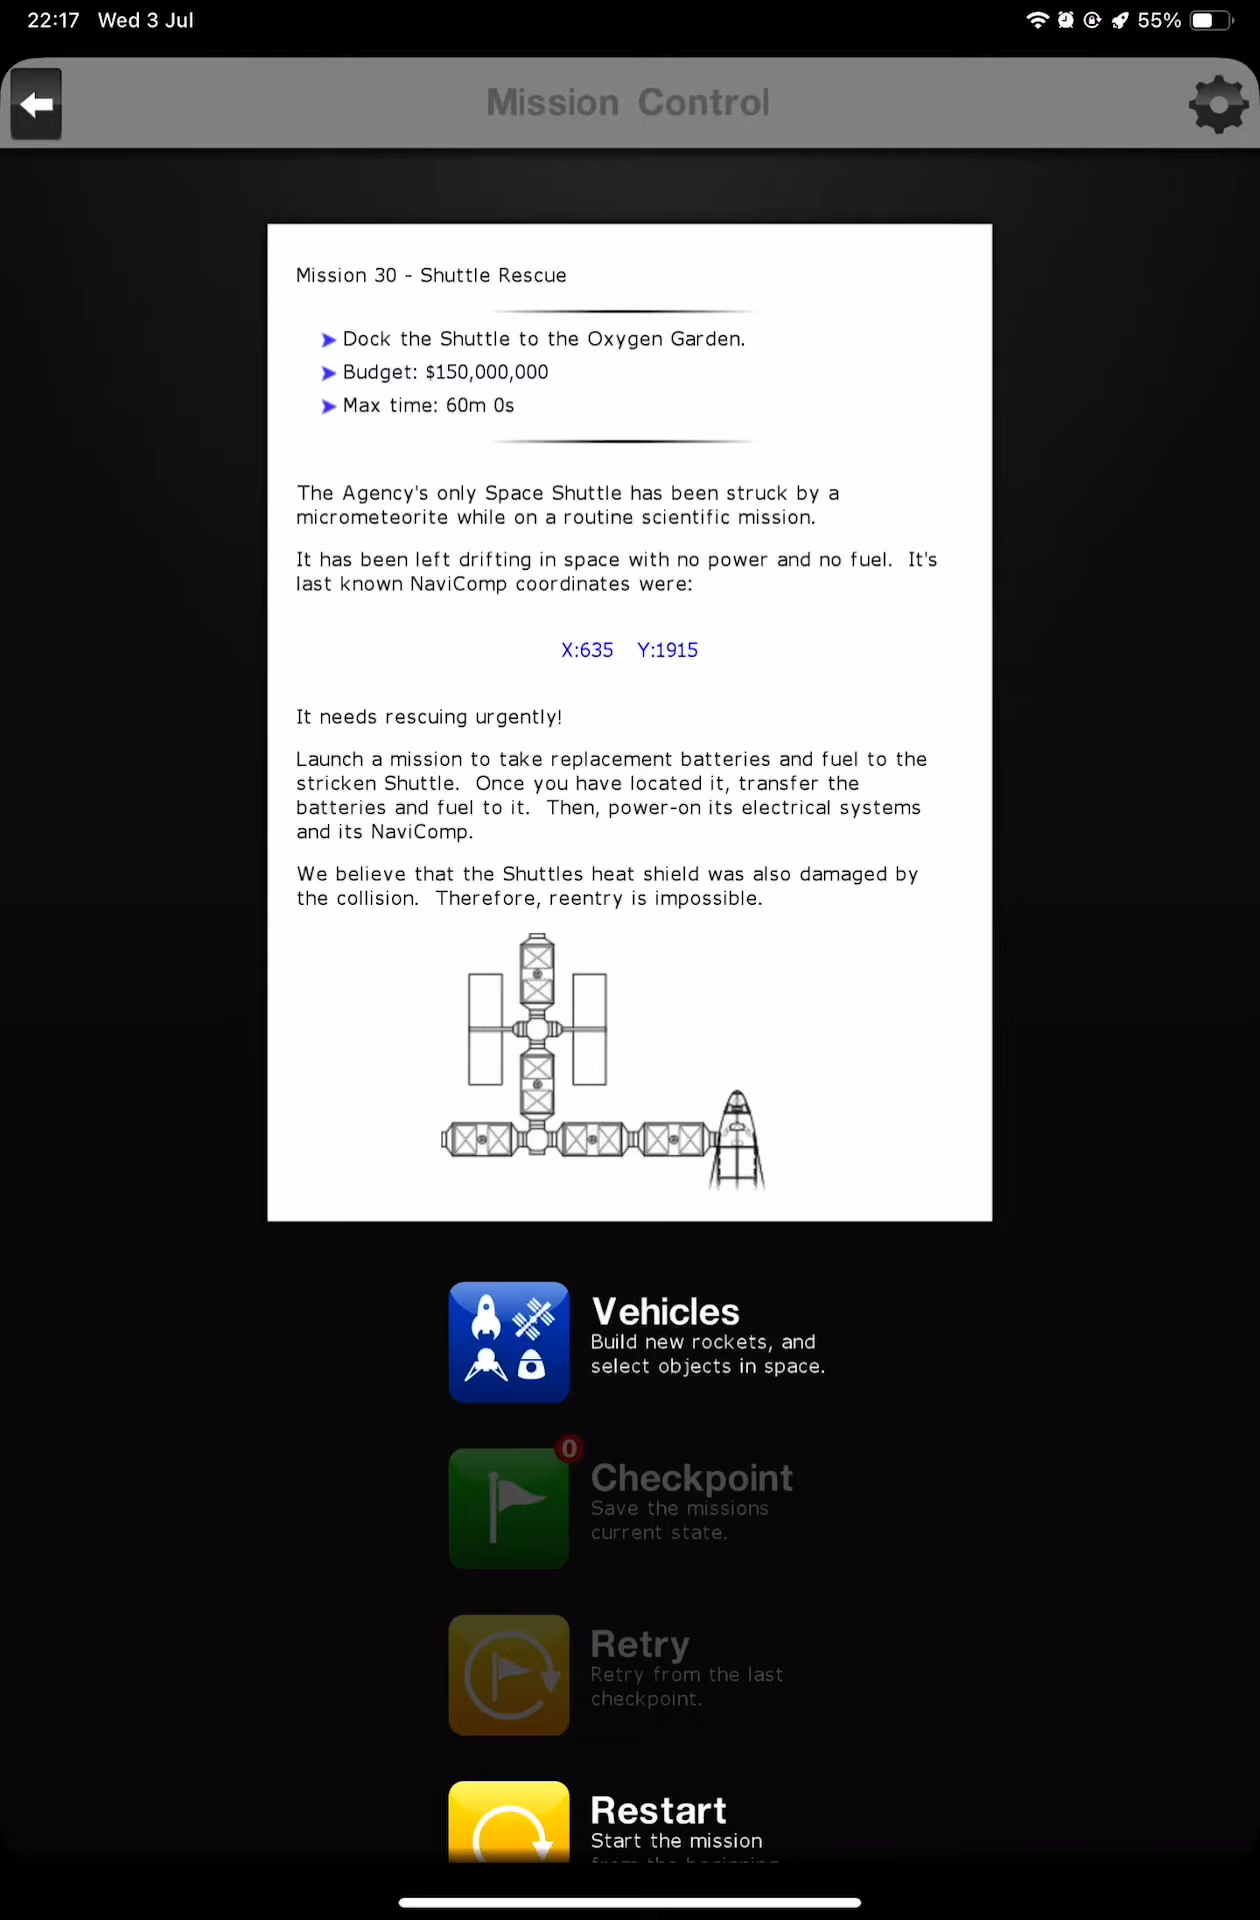 22:17 Wed 3 Jul
55%
Mission Control
Mission 30 - Shuttle Rescue
Dock the Shuttle to the Oxygen Garden.
Budget: $150,000,000
Max time: 60m 0s
The Agency's only Space Shuttle has been struck by a
micrometeorite while on a routine scientific mission.
It has been left drifting in space with no power and no fuel. It's
last known NaviComp coordinates were:
X:635 Y:1915
It needs rescuing urgently!
Launch a mission to take replacement batteries and fuel to the
stricken Shuttle. Once you have located it, transfer the
batteries and fuel to it. Then, power-on its electrical systems
and its NaviComp.
We believe that the Shuttles heat shield was also damaged by
the collision. Therefore, reentry is impossible.
Vehicles
Build new rockets, and
select objects in space.
0
Checkpoint
Save the missions
current state.
Retry
Retry from the last
checkpoint.
Restart
Start the mission
from the beginning